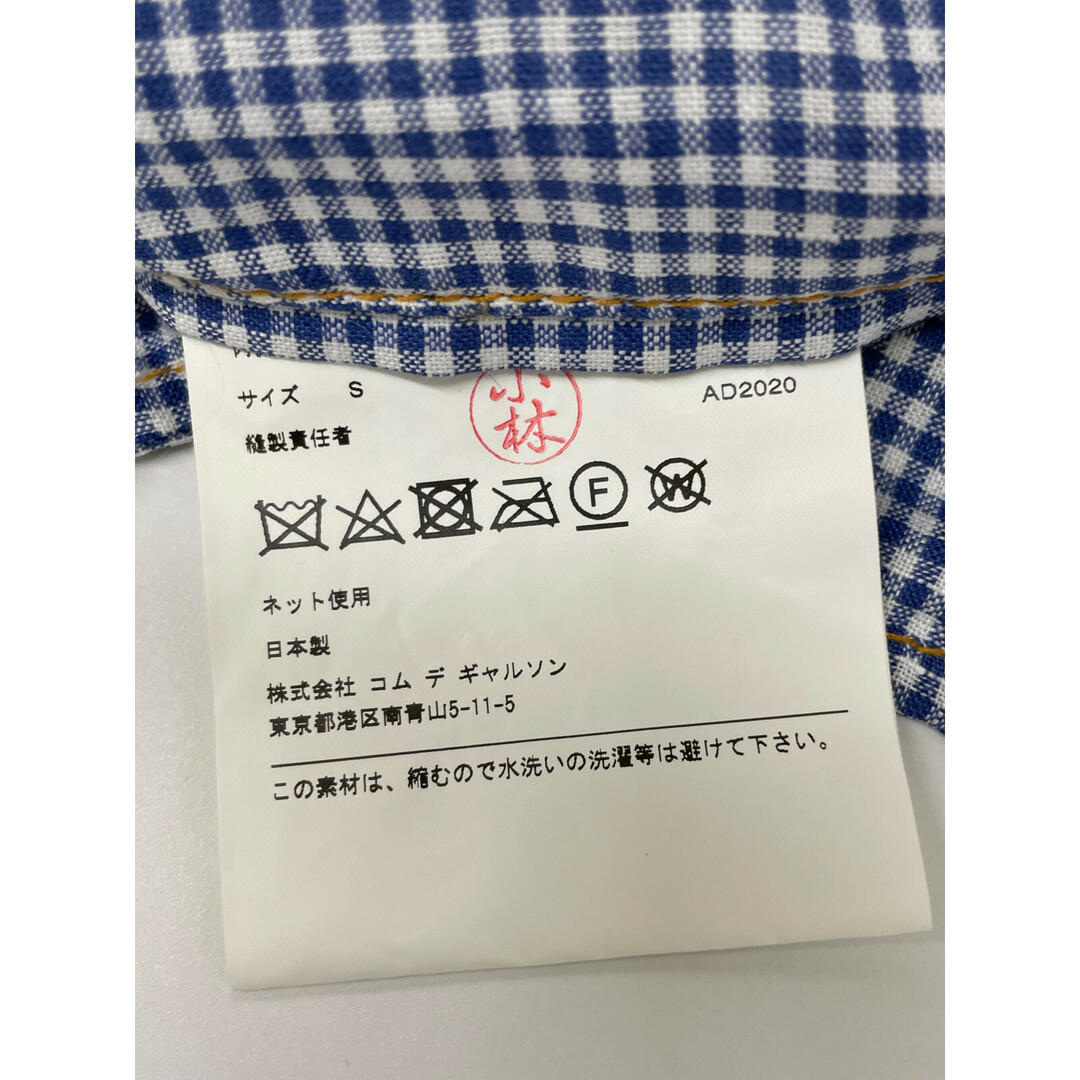 サイズ S AD2020
小林
縫製責任者
F W
ネット使用
日本製
株式会社 コム デ ギャルソン
東京都港区南青山5-11-5
この素材は、縮むので水洗いの洗濯等は避けて下さい。